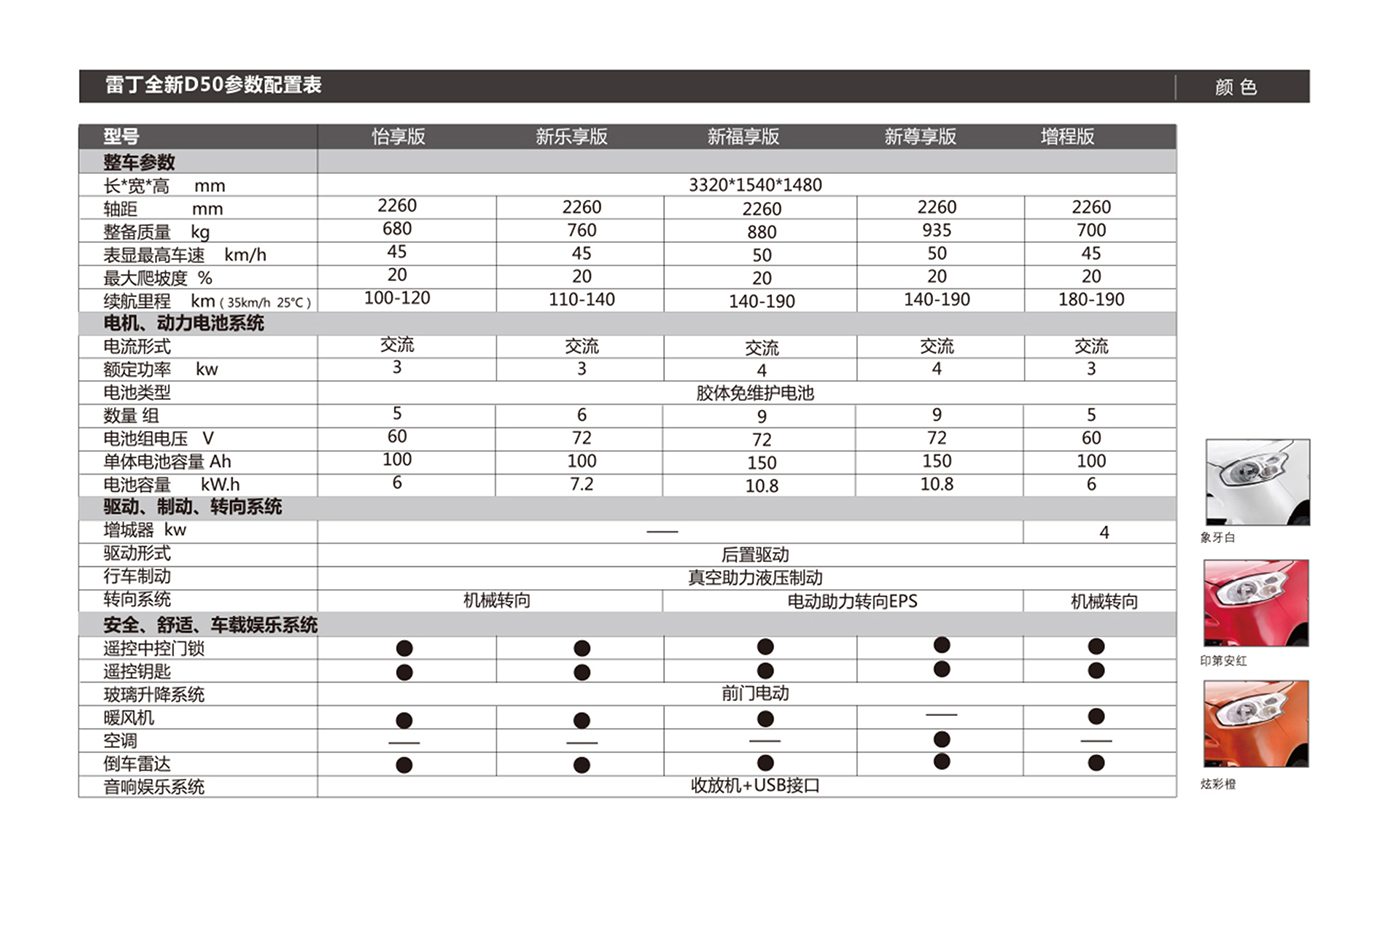 雷丁全新D50参数配置表 颜 色
型号 怡享版 新乐享版 新福享版 新尊享版 增程版
整车参数
长*宽*高 mm 3320*1540*1480
轴距 mm 2260 2260 2260 2260 2260
整备质量 kg 680 760 880 935 700
表显最高车速 km/h 45 45 50 50 45
最大爬坡度 % 20 20 20 20 20
续航里程 km ( 35km/h 25°C ) 100-120 110-140 140-190 140-190 180-190
电机、动力电池系统
电流形式 交流 交流 交流 交流 交流
额定功率 kw 3 3 4 4 3
电池类型 胶体免维护电池
数量 组 5 6 9 9 5
电池组电压 V 60 72 72 72 60
单体电池容量 Ah 100 100 150 150 100
电池容量 kW.h 6 7.2 10.8 10.8 6
驱动、制动、转向系统
增城器 kw —— 4
驱动形式 后置驱动
行车制动 真空助力液压制动
转向系统 机械转向 电动助力转向EPS 机械转向
安全、舒适、车载娱乐系统
遥控中控门锁 ● ● ● ● ●
遥控钥匙 ● ● ● ● ●
玻璃升降系统 前门电动
暖风机 ● ● ● —— ●
空调 —— —— —— ● ——
倒车雷达 ● ● ● ● ●
音响娱乐系统 收放机+USB接口
象牙白
印第安红
炫彩橙